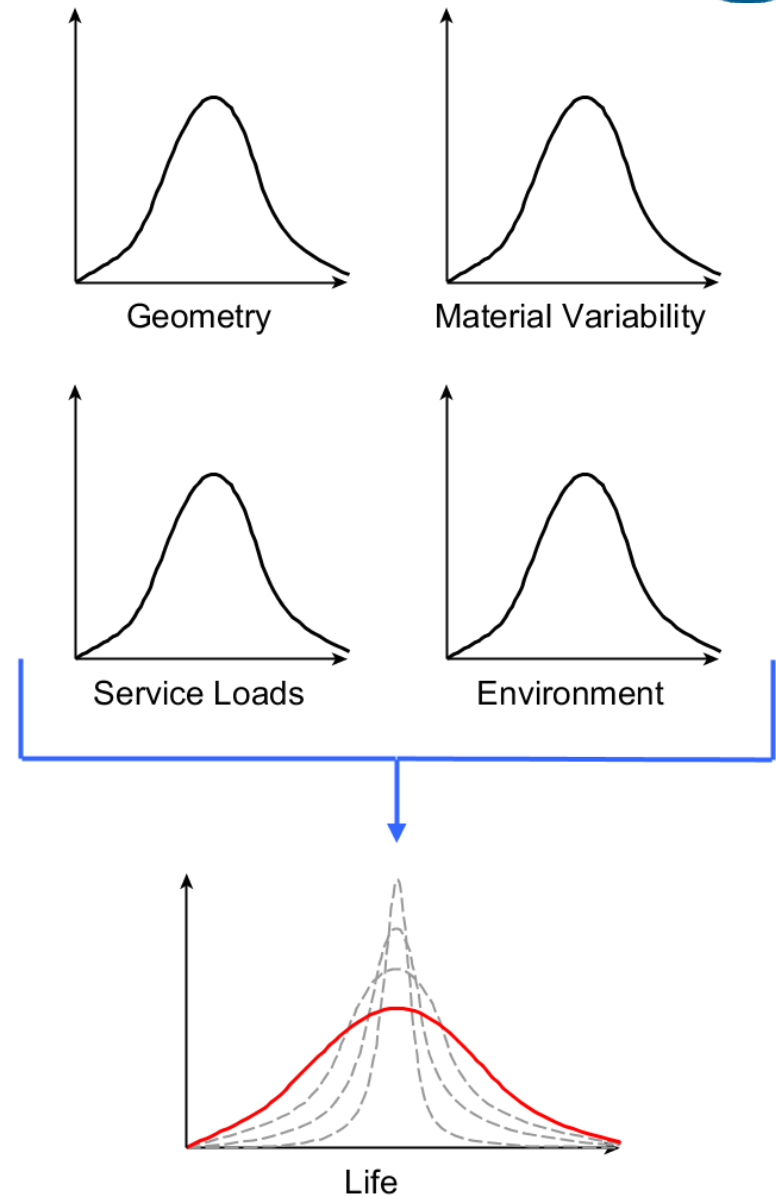 Geometry
Material Variability
Service Loads
Environment
Life